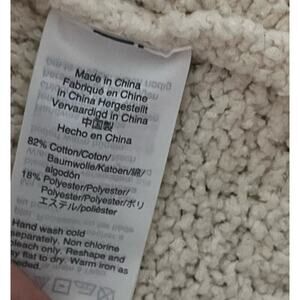 Made in China
Fabriqué en Chine
in China Hergestellt
Vervaardigd in China
中国製
Hecho en China
82% Cotton/Coton/
Baumwolle/Katoen/綿/
algodón
18% Polyester/Polyester/
Polyester/Polyester/ポリ
エステル/poliéster
Hand wash cold
separately. Non chlorine
bleach only. Reshape and
lay flat to dry. Warm iron as
needed.